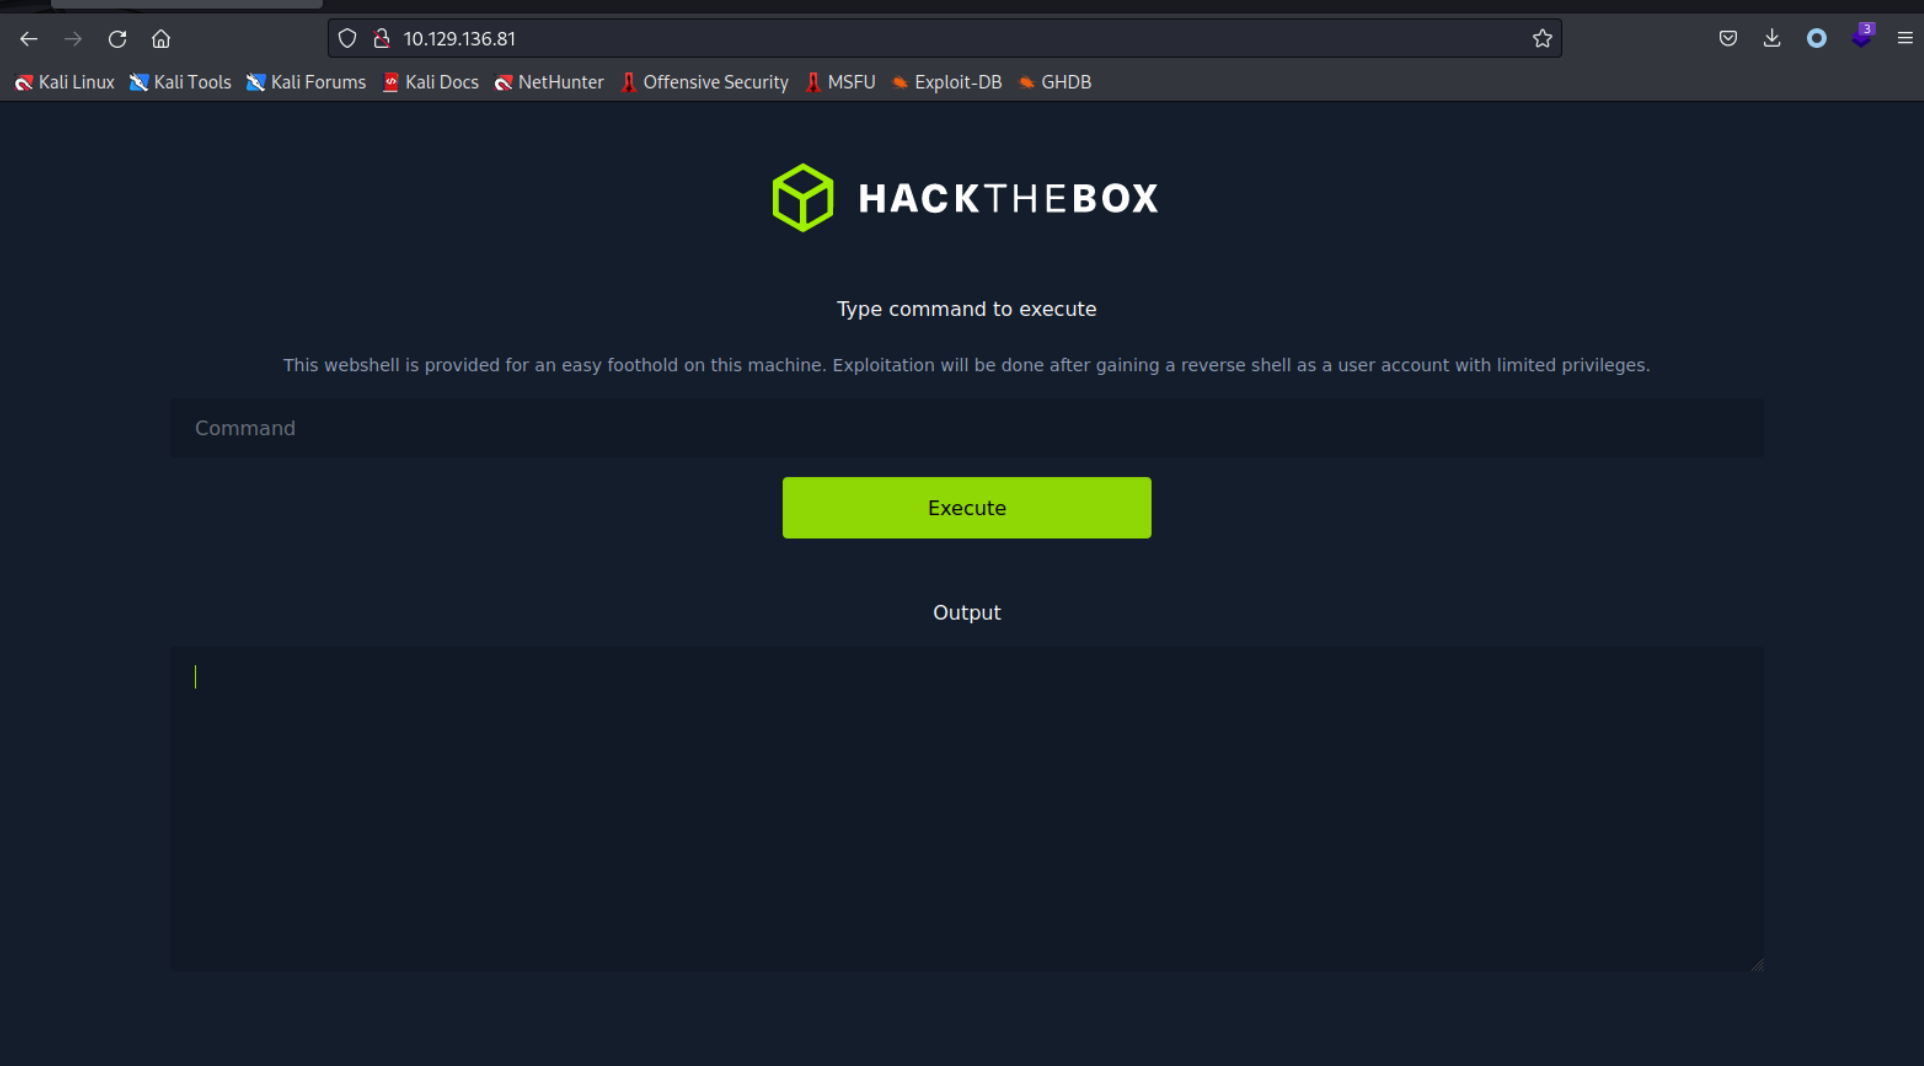 10.129.136.81
3
Kali Linux Kali Tools Kali Forums Kali Docs NetHunter Offensive Security MSFU Exploit-DB GHDB
HACKTHEBOX
Type command to execute
This webshell is provided for an easy foothold on this machine. Exploitation will be done after gaining a reverse shell as a user account with limited privileges.
Command
Execute
Output